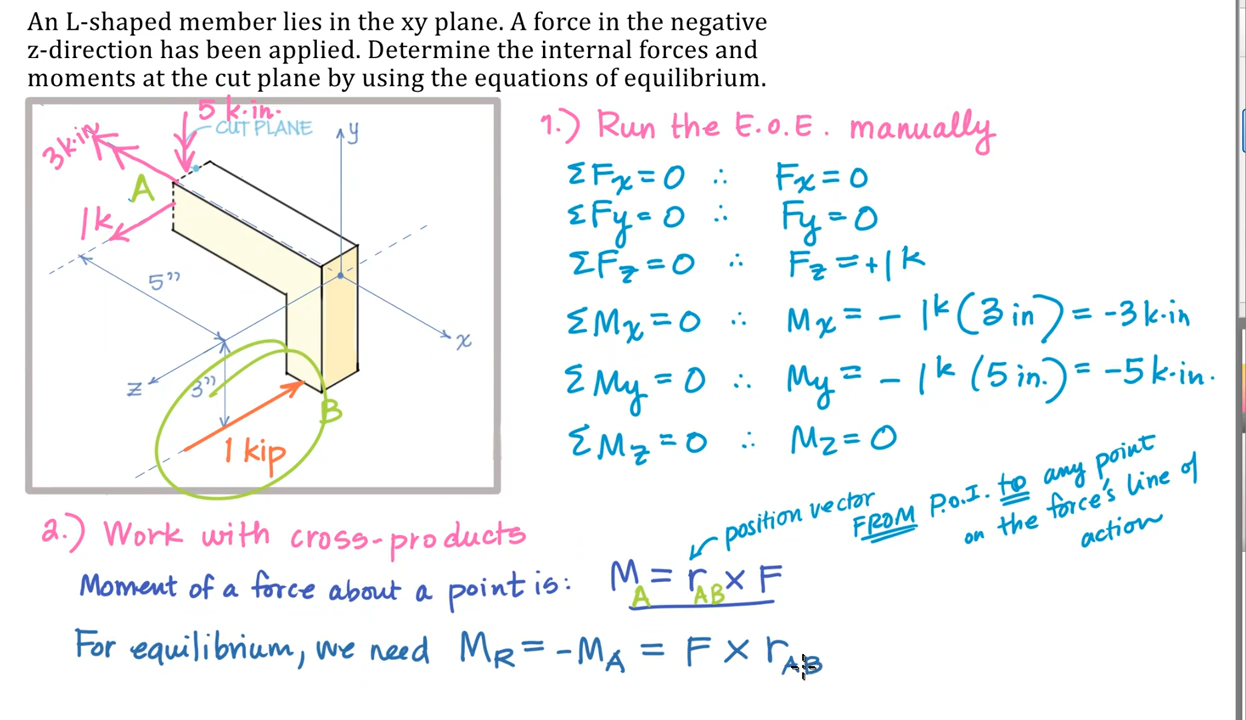 An L-shaped member lies in the xy plane. A force in the negative
z-direction has been applied. Determine the internal forces and
moments at the cut plane by using the equations of equilibrium.
5 k·in.
CUT PLANE
3k·in
A
1k
y
5"
x
z
3"
B
1 kip
1.) Run the E.O.E. manually
ΣFx=0 ∴ Fx=0
ΣFy=0 ∴ Fy=0
ΣFz=0 ∴ Fz=+1k
ΣMx=0 ∴ Mx= - 1k(3in)= -3k·in
ΣMy=0 ∴ My= - 1k(5in.)= -5k·in.
ΣMz=0 ∴ Mz=0
position vector
FROM P.O.I. to any point
on the force's line of
action
2.) Work with cross-products
Moment of a force about a point is: MA = rAB × F
For equilibrium, we need MR = -MA = F × rAB